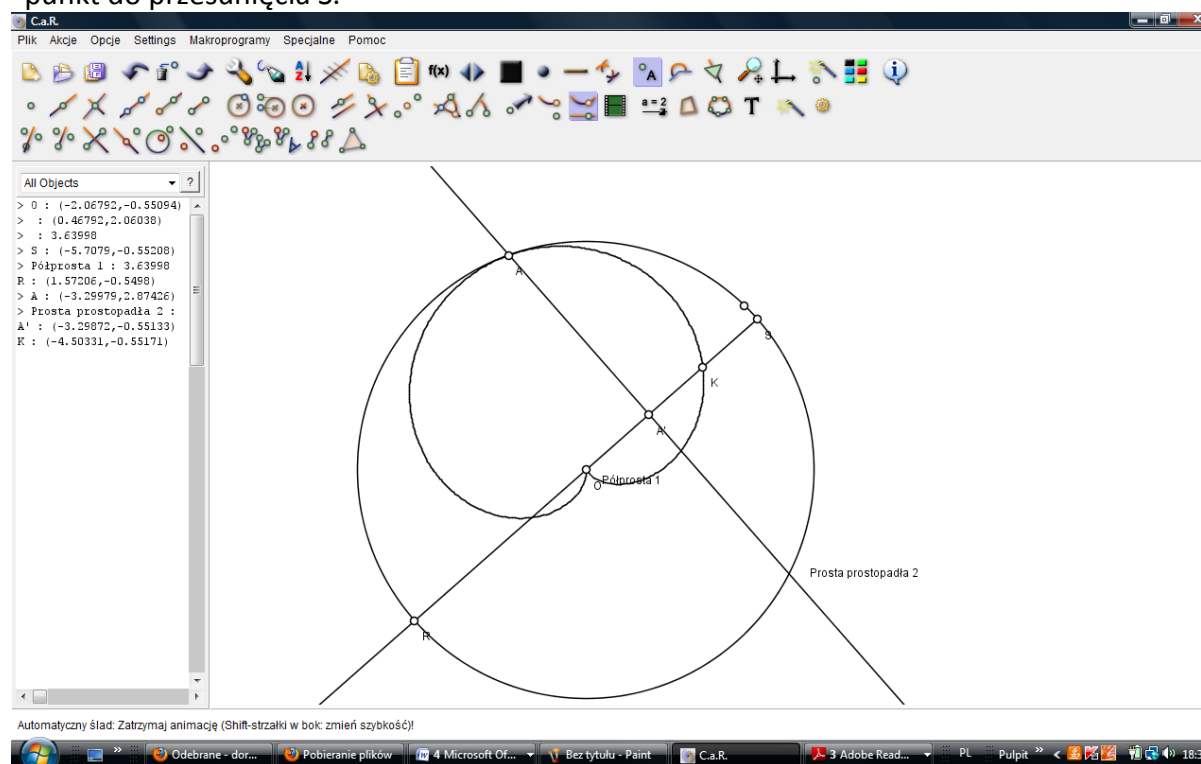 punkt do przesunięcia S.
C.a.R.
Plik Akcje Opcje Settings Makroprogramy Specjalne Pomoc
f(x)
A
a = 2
T
All Objects
?
> O : (-2.06792,-0.55094)
> : (0.46792,2.06038)
> : 3.63998
> S : (-5.7079,-0.55208)
> Półprosta 1 : 3.63998
R : (1.57206,-0.5498)
> A : (-3.29979,2.87426)
> Prosta prostopadła 2 :
A' : (-3.29872,-0.55133)
K : (-4.50331,-0.55171)
A
S
K
A'
O
Półprosta 1
Prosta prostopadła 2
R
Automatyczny ślad: Zatrzymaj animację (Shift-strzałki w bok: zmień szybkość)!
» Odebrane - dor... Pobieranie plików 4 Microsoft Of... Bez tytułu - Paint C.a.R. 3 Adobe Read... PL Pulpit » < 18: